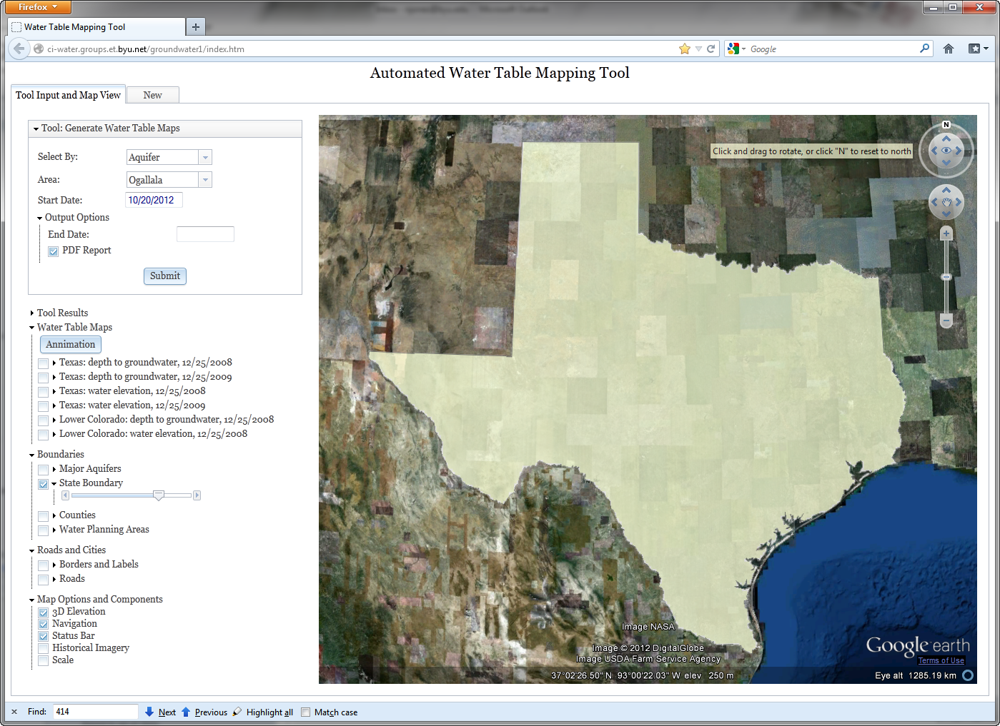 Firefox
Water Table Mapping Tool
ci-water.groups.et.byu.net/groundwater1/index.htm
Google
Automated Water Table Mapping Tool
Tool Input and Map View
New
Tool: Generate Water Table Maps
Select By:
Aquifer
Area:
Ogallala
Start Date:
10/20/2012
Output Options
End Date:
PDF Report
Submit
Tool Results
Water Table Maps
Annimation
Texas: depth to groundwater, 12/25/2008
Texas: depth to groundwater, 12/25/2009
Texas: water elevation, 12/25/2008
Texas: water elevation, 12/25/2009
Lower Colorado: depth to groundwater, 12/25/2008
Lower Colorado: water elevation, 12/25/2008
Boundaries
Major Aquifers
State Boundary
Counties
Water Planning Areas
Roads and Cities
Borders and Labels
Roads
Map Options and Components
3D Elevation
Navigation
Status Bar
Historical Imagery
Scale
N
Click and drag to rotate, or click "N" to reset to north
Image NASA
Image © 2012 DigitalGlobe
Image USDA Farm Service Agency
Google earth
Terms of Use
37°02'26.50" N 93°00'22.03" W elev 250 m
Eye alt 1285.19 km
Find:
414
Next
Previous
Highlight all
Match case